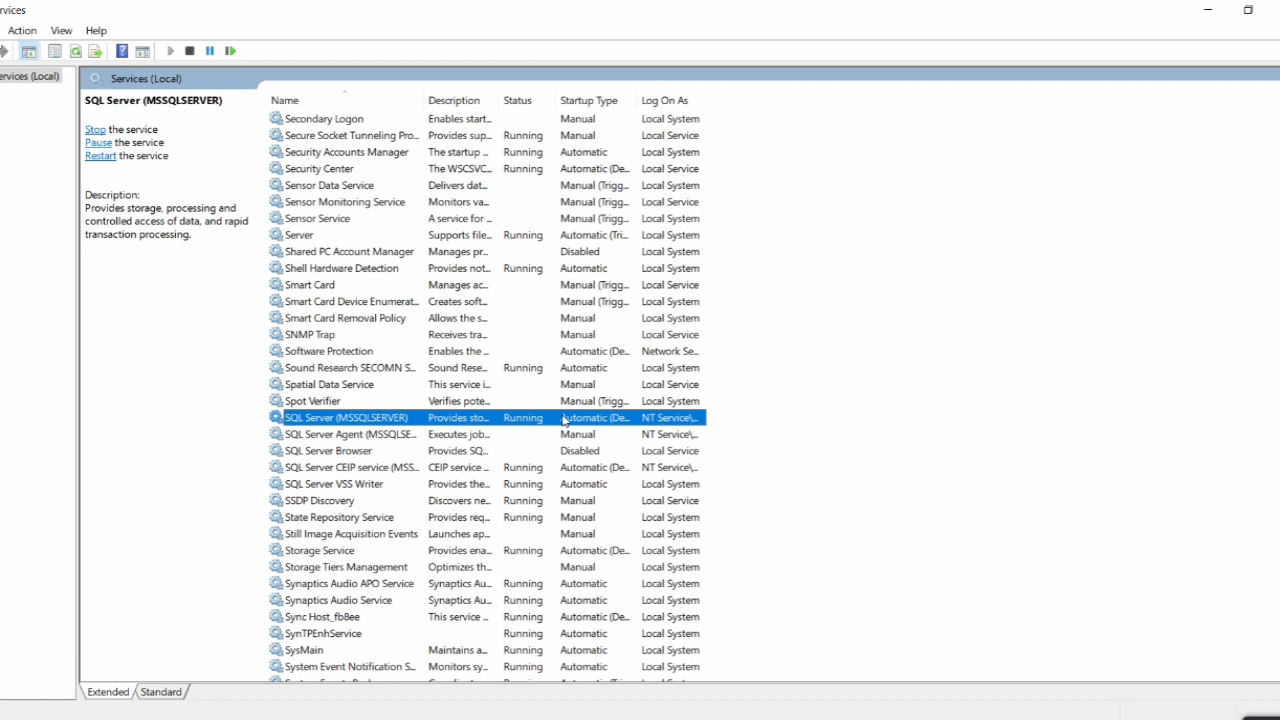 rvices
Action View Help
ervices (Local)
Services (Local)
SQL Server (MSSQLSERVER)
Stop the service
Pause the service
Restart the service
Description:
Provides storage, processing and
controlled access of data, and rapid
transaction processing.
Name Description Status Startup Type Log On As
Secondary Logon Enables start... Manual Local System
Secure Socket Tunneling Pro... Provides sup... Running Manual Local Service
Security Accounts Manager The startup ... Running Automatic Local System
Security Center The WSCSVC... Running Automatic (De... Local Service
Sensor Data Service Delivers dat... Manual (Trigg... Local System
Sensor Monitoring Service Monitors va... Manual (Trigg... Local Service
Sensor Service A service for ... Manual (Trigg... Local System
Server Supports file... Running Automatic (Tri... Local System
Shared PC Account Manager Manages pr... Disabled Local System
Shell Hardware Detection Provides not... Running Automatic Local System
Smart Card Manages ac... Manual (Trigg... Local Service
Smart Card Device Enumerat... Creates soft... Manual (Trigg... Local System
Smart Card Removal Policy Allows the s... Manual Local System
SNMP Trap Receives tra... Manual Local Service
Software Protection Enables the ... Automatic (De... Network Se...
Sound Research SECOMN S... Sound Rese... Running Automatic Local System
Spatial Data Service This service i... Manual Local Service
Spot Verifier Verifies pote... Manual (Trigg... Local System
SQL Server (MSSQLSERVER) Provides sto... Running Automatic (De... NT Service\...
SQL Server Agent (MSSQLSE... Executes job... Manual NT Service\...
SQL Server Browser Provides SQ... Disabled Local Service
SQL Server CEIP service (MSS... CEIP service ... Running Automatic (De... NT Service\...
SQL Server VSS Writer Provides the... Running Automatic Local System
SSDP Discovery Discovers ne... Running Manual Local Service
State Repository Service Provides req... Running Manual Local System
Still Image Acquisition Events Launches ap... Manual Local System
Storage Service Provides ena... Running Automatic (De... Local System
Storage Tiers Management Optimizes th... Manual Local System
Synaptics Audio APO Service Synaptics Au... Running Automatic Local System
Synaptics Audio Service Synaptics Au... Running Automatic Local System
Sync Host_fb8ee This service ... Running Automatic (De... Local System
SynTPEnhService Running Automatic Local System
SysMain Maintains a... Running Automatic Local System
System Event Notification S... Monitors sy... Running Automatic Local System
Extended Standard